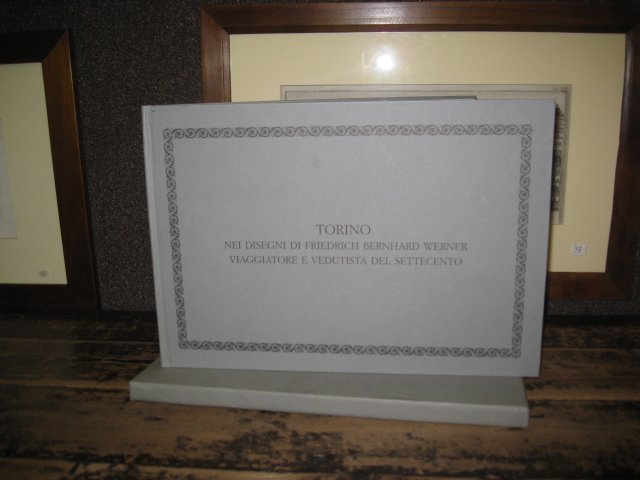 TORINO
NEI DISEGNI DI FRIEDRICH BERNHARD WERNER
VIAGGIATORE E VEDUTISTA DEL SETTECENTO